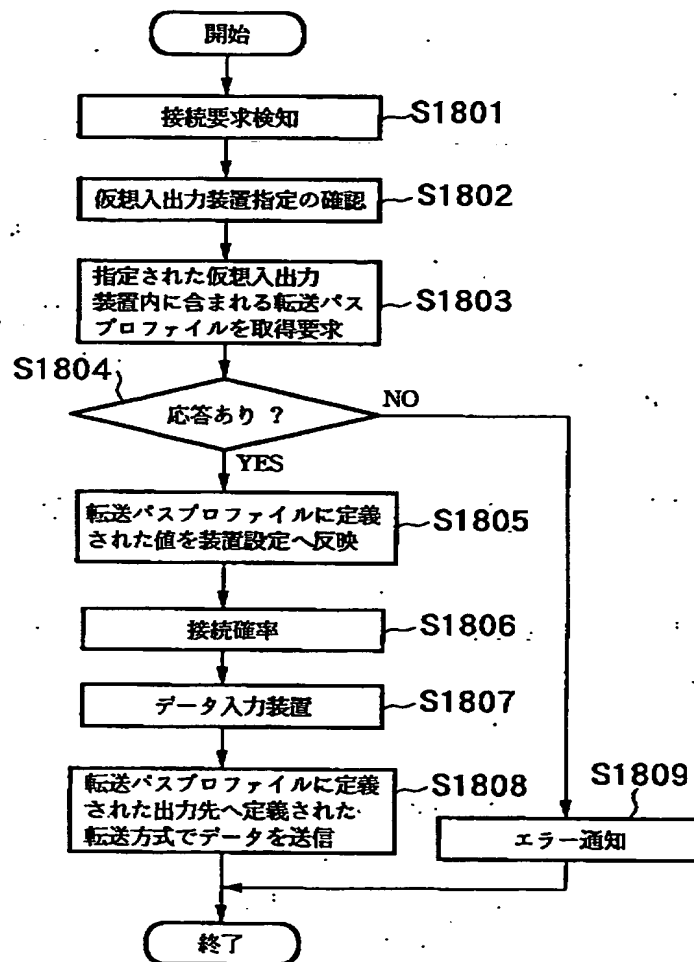 開始
接続要求検知
S1801
仮想入出力装置指定の確認
S1802
指定された仮想入出力
装置内に含まれる転送パス
プロファイルを取得要求
S1803
S1804
応答あり ?
NO
YES
転送パスプロファイルに定義
された値を装置設定へ反映
S1805
接続確率
S1806
データ入力装置
S1807
転送パスプロファイルに定義
された出力先へ定義された
転送方式でデータを送信
S1808
S1809
エラー通知
終了